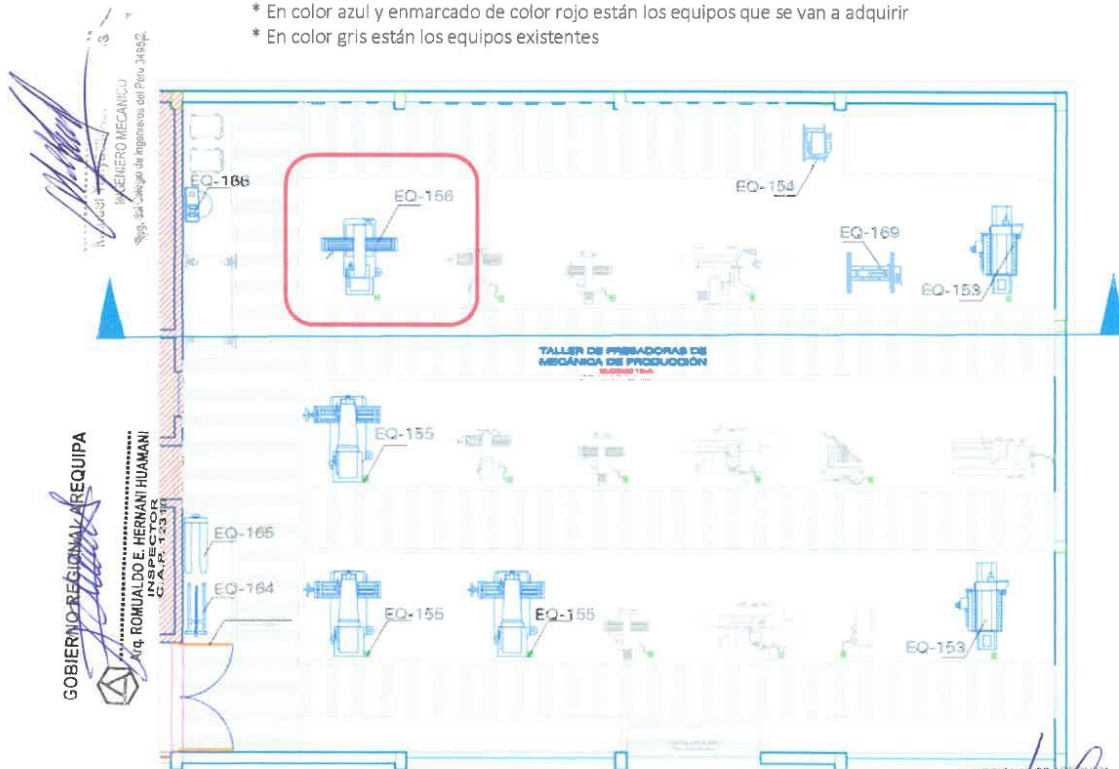 * En color azul y enmarcado de color rojo están los equipos que se van a adquirir
* En color gris están los equipos existentes
INGENIERO MECANICO
EQ-156
EQ-154
EQ-169
EQ-153
TALLER DE FRESADORAS DE
MECÁNICA DE PRODUCCIÓN
EQ-155
EQ-165
EQ-164
EQ-155
EQ-155
EQ-153
GOBIERNO REGIONAL AREQUIPA
Arq. ROMUALDO E. HERNANI HUAMANI
INSPECTOR